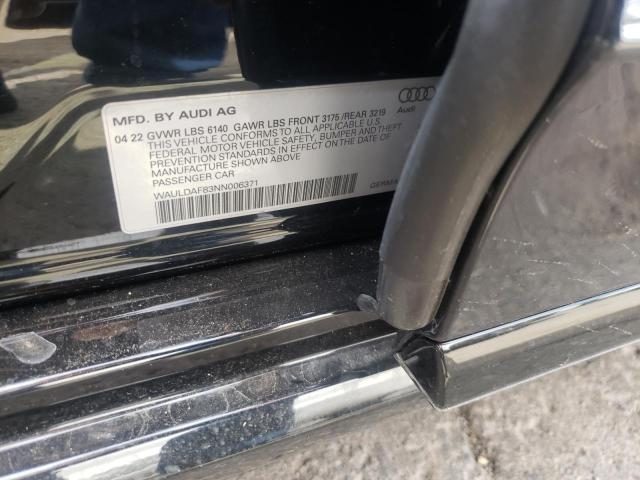 MFD. BY AUDI AG
Audi
04 22 GVWR LBS 6140 GAWR LBS FRONT 3175 /REAR 3219
THIS VEHICLE CONFORMS TO ALL APPLICABLE U.S.
FEDERAL MOTOR VEHICLE SAFETY, BUMPER AND THEFT
PREVENTION STANDARDS IN EFFECT ON THE DATE OF
MANUFACTURE SHOWN ABOVE
PASSENGER CAR
WAULDAF83NN006371
GERMAN